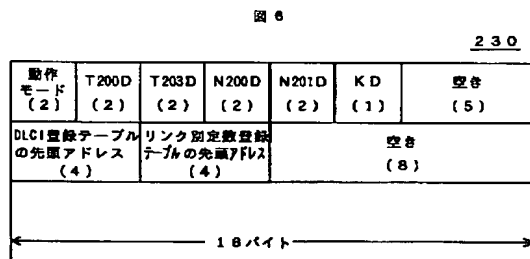 図6
230
動作モード(2) T200D(2) T203D(2) N200D(2) N201D(2) KD(1) 空き(5)
DLCI登録テーブルの先頭アドレス(4) リンク別定数登録テーブルの先頭アドレス(4) 空き(8)
16バイト